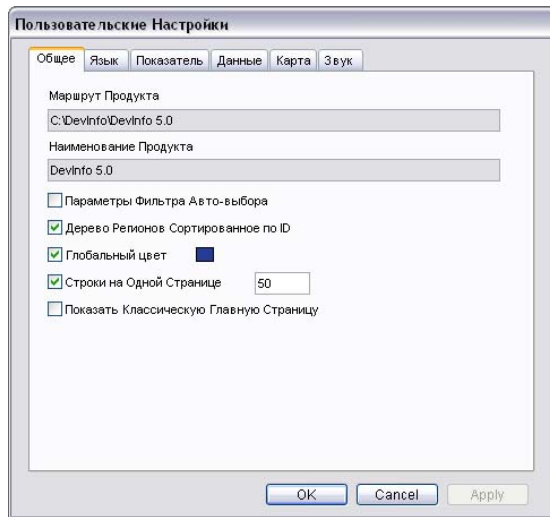 Пользовательские Настройки
Общее Язык Показатель Данные Карта Звук
Маршрут Продукта
C:\DevInfo\DevInfo 5.0
Наименование Продукта
DevInfo 5.0
Параметры Фильтра Авто-выбора
Дерево Регионов Сортированное по ID
Глобальный цвет
Строки на Одной Странице 50
Показать Классическую Главную Страницу
OK Cancel Apply